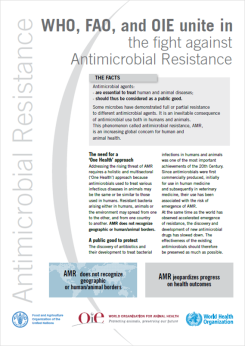 Antimicrobial Resistance
WHO, FAO, and OIE unite in
the fight against
Antimicrobial Resistance
THE FACTS
Antimicrobial agents:
- are essential to treat human and animal diseases;
- should thus be considered as a public good.
Some microbes have demonstrated full or partial resistance
to different antimicrobial agents. It is an inevitable consequence
of antimicrobial use both in humans and animals.
This phenomenon called antimicrobial resistance, AMR,
is an increasing global concern for human and animal
health.
The need for a
"One Health" approach
Addressing the rising threat of AMR
requires a holistic and multisectoral
("One Health") approach because
antimicrobials used to treat various
infectious diseases in animals may
be the same or be similar to those
used in humans. Resistant bacteria
arising either in humans, animals or
the environment may spread from one
to the other, and from one country
to another. AMR does not recognize
geographic or human/animal borders.
A public good to protect
The discovery of antibiotics and
their development to treat bacterial
infections in humans and animals
was one of the most important
achievements of the 20th Century.
Since antimicrobials were first
commercially produced, initially
for use in human medicine
and subsequently in veterinary
medicine, their use has been
associated with the risk of
emergence of AMR.
At the same time as the world has
observed accelerated emergence
of resistance, the discovery and
development of new antimicrobial
drugs has slowed down. The
effectiveness of the existing
antimicrobials should therefore
be preserved as much as possible.
AMR does not recognize
geographic
or human/animal borders
AMR jeopardizes progress
on health outcomes
Food and Agriculture
Organization of the
United Nations
Oie
WORLD ORGANISATION FOR ANIMAL HEALTH
Protecting animals, preserving our future
World Health
Organization